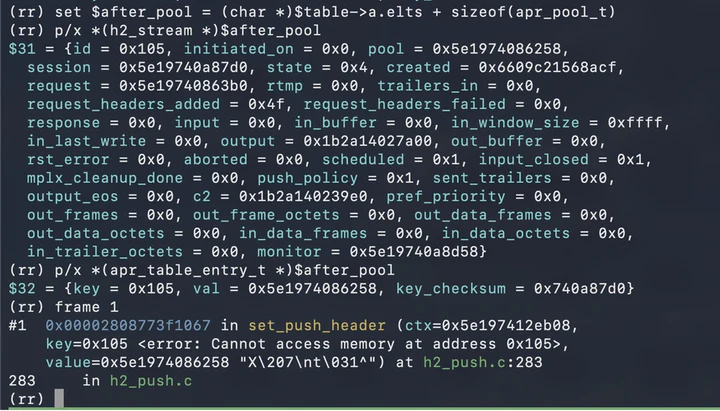 (rr) set $after_pool = (char *)$table->a.elts + sizeof(apr_pool_t)
(rr) p/x *(h2_stream *)$after_pool
$31 = {id = 0x105, initiated_on = 0x0, pool = 0x5e1974086258,
session = 0x5e19740a87d0, state = 0x4, created = 0x6609c21568acf,
request = 0x5e19740863b0, rtmp = 0x0, trailers_in = 0x0,
request_headers_added = 0x4f, request_headers_failed = 0x0,
response = 0x0, input = 0x0, in_buffer = 0x0, in_window_size = 0xffff,
in_last_write = 0x0, output = 0x1b2a14027a00, out_buffer = 0x0,
rst_error = 0x0, aborted = 0x0, scheduled = 0x1, input_closed = 0x1,
mplx_cleanup_done = 0x0, push_policy = 0x1, sent_trailers = 0x0,
output_eos = 0x0, c2 = 0x1b2a140239e0, pref_priority = 0x0,
out_frames = 0x0, out_frame_octets = 0x0, out_data_frames = 0x0,
out_data_octets = 0x0, in_data_frames = 0x0, in_data_octets = 0x0,
in_trailer_octets = 0x0, monitor = 0x5e19740a8d58}
(rr) p/x *(apr_table_entry_t *)$after_pool
$32 = {key = 0x105, val = 0x5e1974086258, key_checksum = 0x740a87d0}
(rr) frame 1
#1  0x00002808773f1067 in set_push_header (ctx=0x5e197412eb08,
key=0x105 <error: Cannot access memory at address 0x105>,
value=0x5e1974086258 "X\207\nt\031^") at h2_push.c:283
283     in h2_push.c
(rr)